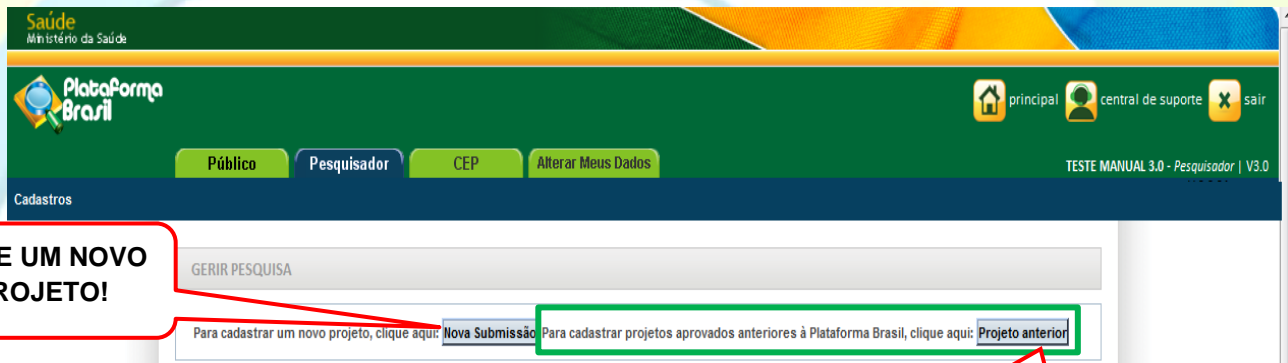 Saúde
Ministério da Saúde
Plataforma
Brasil
principal central de suporte x sair
Público Pesquisador CEP Alterar Meus Dados
TESTE MANUAL 3.0 - Pesquisador | V3.0
Cadastros
E UM NOVO
ROJETO!
GERIR PESQUISA
Para cadastrar um novo projeto, clique aqui: Nova Submissão Para cadastrar projetos aprovados anteriores à Plataforma Brasil, clique aqui: Projeto anterior